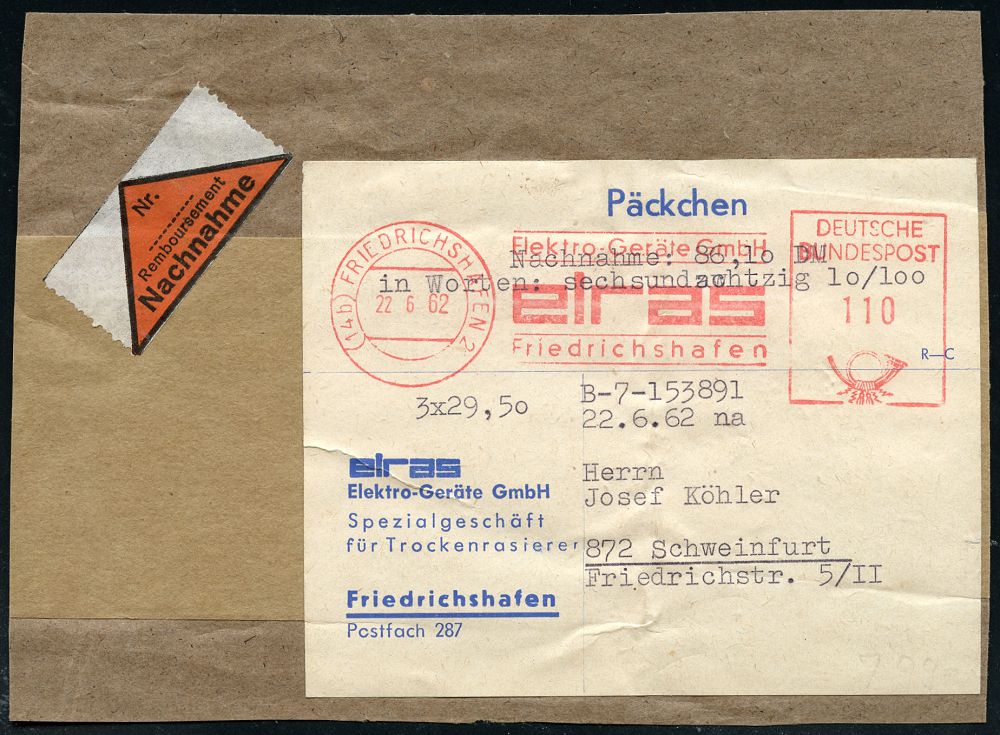 Nr. ..........
Remboursement
Nachnahme
Päckchen
(14b) FRIEDRICHSHAFEN 2
22 6 62
Elektro-Geräte GmbH
elras
Friedrichshafen
DEUTSCHE
BUNDESPOST
110
Nachnahme: 86,10 DM
in Worten: sechsundachtzig 10/100
R—C
3x29,50
B-7-153891
22.6.62 na
elras
Elektro-Geräte GmbH
Spezialgeschäft
für Trockenrasierer
Friedrichshafen
Postfach 287
Herrn
Josef Köhler
872 Schweinfurt
Friedrichstr. 5/II